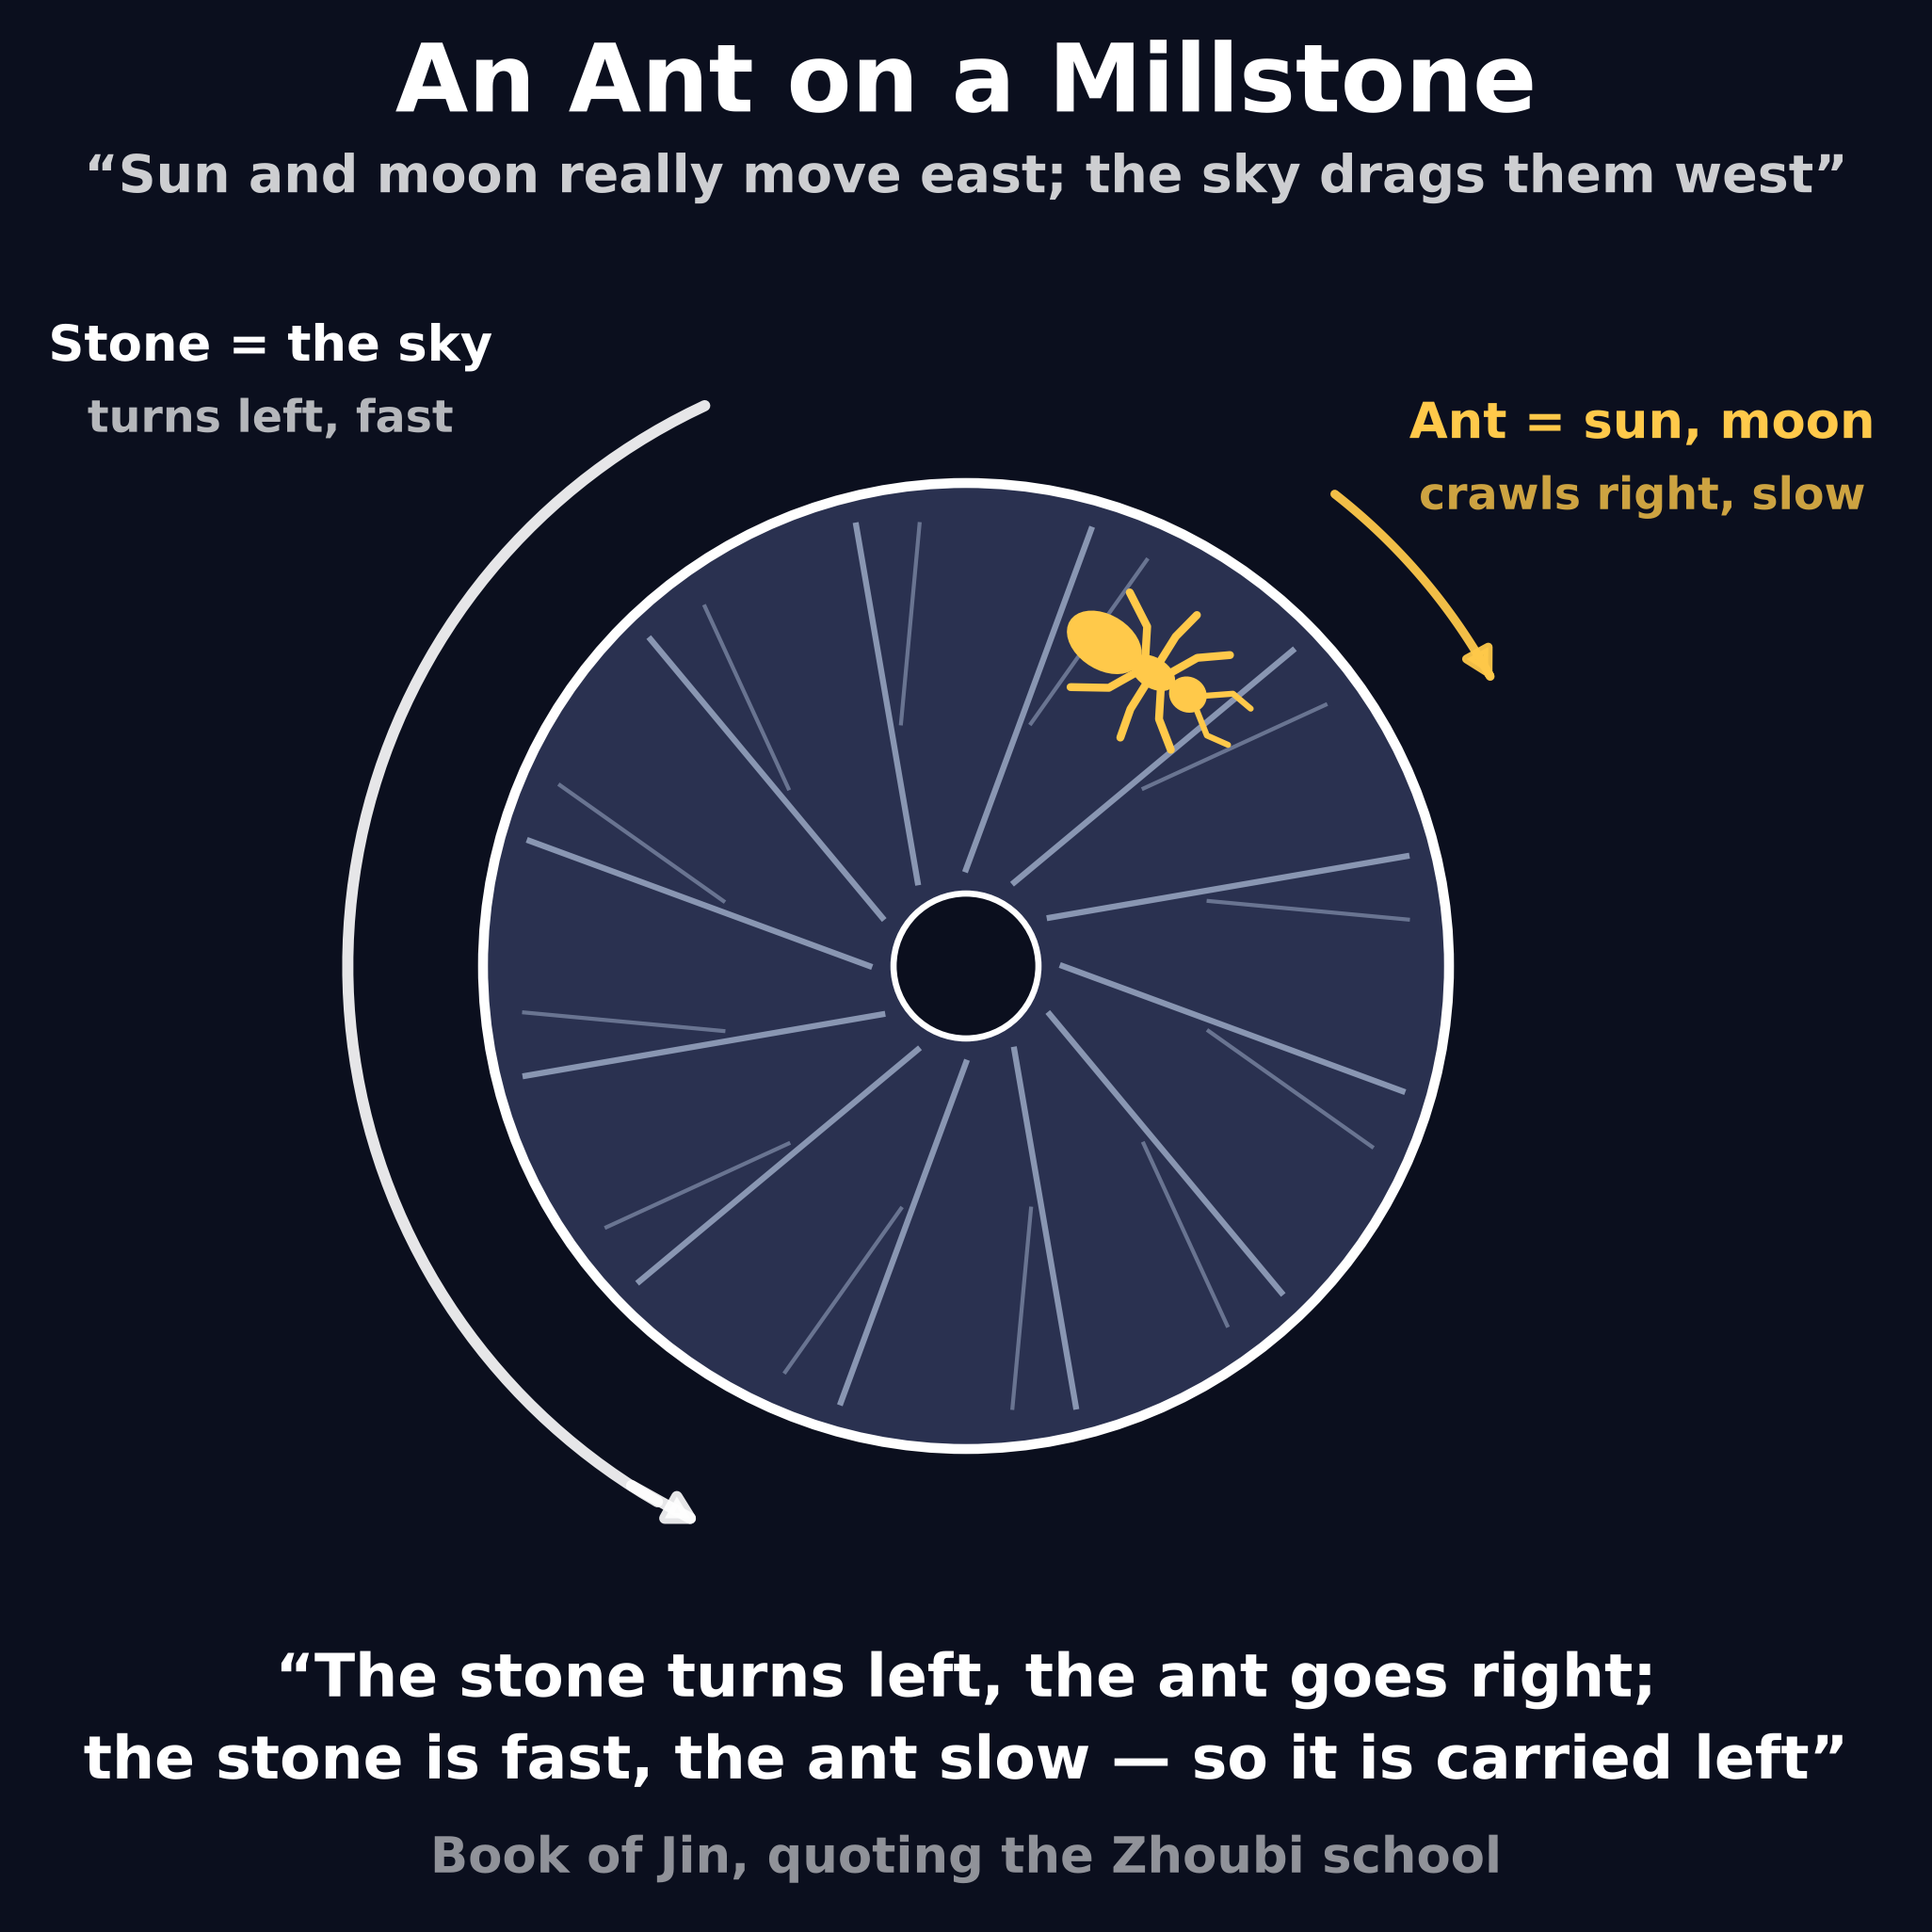 An Ant on a Millstone
“Sun and moon really move east; the sky drags them west”
Stone = the sky
turns left, fast
Ant = sun, moon
crawls right, slow
“The stone turns left, the ant goes right;
the stone is fast, the ant slow — so it is carried left”
Book of Jin, quoting the Zhoubi school